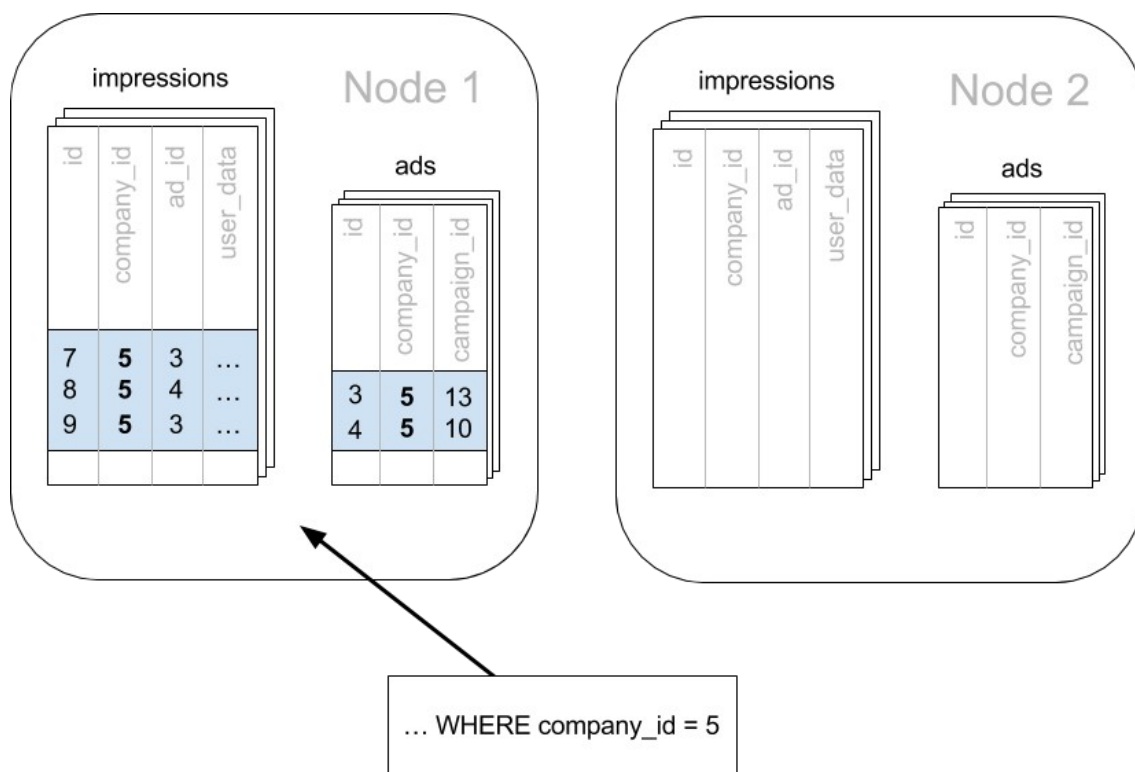 impressions
Node 1
id
company_id
ad_id
user_data
7 5 3 ...
8 5 4 ...
9 5 3 ...
ads
id
company_id
campaign_id
3 5 13
4 5 10
impressions
Node 2
id
company_id
ad_id
user_data
ads
id
company_id
campaign_id
... WHERE company_id = 5